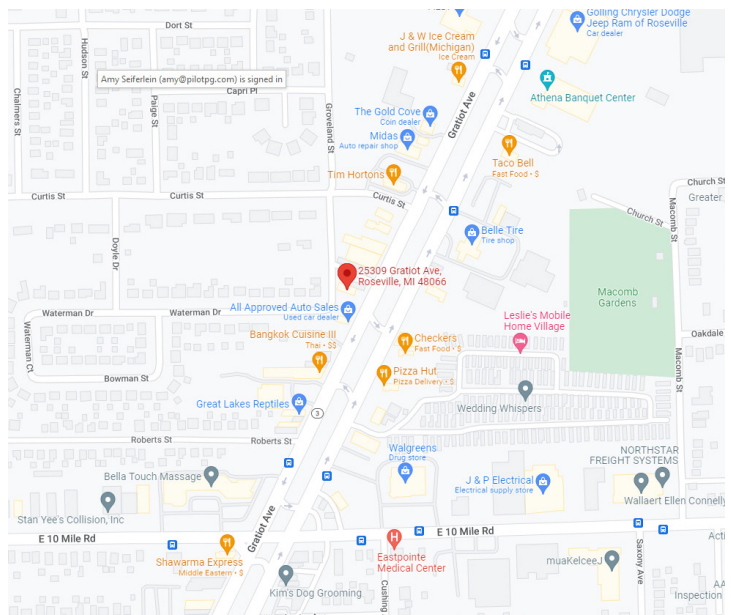 Dort St
Golling Chrysler Dodge
Jeep Ram of Roseville
Car dealer
J & W Ice Cream
and Grill(Michigan)
Ice Cream
Hudson St
Amy Seiferlein (amy@pilotpg.com) is signed in
Chalmers St
Paige St
Capri Pl
Groveland St
Athena Banquet Center
The Gold Cove
Coin dealer
Gratiot Ave
Midas
Auto repair shop
Taco Bell
Fast Food • $
Tim Hortons
Church St
Greater
Curtis St
Curtis St
Curtis St
Church St
Macomb St
Doyle Dr
Belle Tire
Tire shop
25309 Gratiot Ave,
Roseville, MI 48066
Macomb
Gardens
All Approved Auto Sales
Used car dealer
Waterman Dr
Waterman Dr
Leslie's Mobile
Home Village
Waterman Ct
Bangkok Cuisine III
Thai • $$
Checkers
Fast Food • $
Oakdale
Bowman St
Pizza Hut
Pizza Delivery • $
Macomb St
Great Lakes Reptiles
3
Wedding Whispers
Roberts St
Roberts St
Walgreens
Drug store
NORTHSTAR
FREIGHT SYSTEMS
Bella Touch Massage
J & P Electrical
Electrical supply store
Wallaert Ellen Connelly
Stan Yee's Collision, Inc
E 10 Mile Rd
Gratiot Ave
E 10 Mile Rd
Acti
Shawarma Express
Middle Eastern • $
Eastpointe
Medical Center
muaKelceeJ
Saxony Ave
Kim's Dog Grooming
Cushing
AA
Inspection